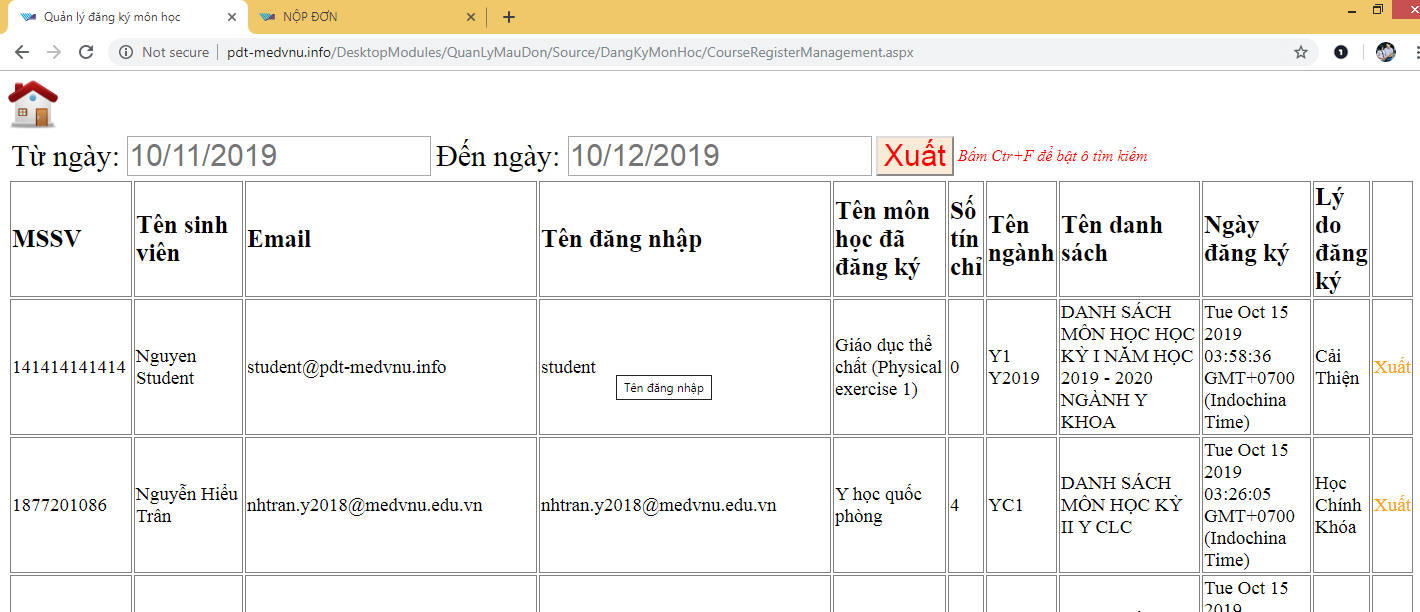 Quản lý đăng ký môn học
NỘP ĐƠN
Not secure
pdt-medvnu.info/DesktopModules/QuanLyMauDon/Source/DangKyMonHoc/CourseRegisterManagement.aspx
Từ ngày: 10/11/2019 Đến ngày: 10/12/2019 Xuất Bấm Ctr+F để bật ô tìm kiếm
MSSV
Tên sinh
viên
Email
Tên đăng nhập
Tên môn
học đã
đăng ký
Số
tín
chỉ
Tên
ngành
Tên danh
sách
Ngày
đăng ký
Lý
do
đăng
ký
141414141414
Nguyen
Student
student@pdt-medvnu.info
student
Tên đăng nhập
Giáo dục thể
chất (Physical
exercise 1)
0
Y1
Y2019
DANH SÁCH
MÔN HỌC HỌC
KỲ I NĂM HỌC
2019 - 2020
NGÀNH Y
KHOA
Tue Oct 15
2019
03:58:36
GMT+0700
(Indochina
Time)
Cải
Thiện
Xuất
1877201086
Nguyễn Hiểu
Trân
nhtran.y2018@medvnu.edu.vn
nhtran.y2018@medvnu.edu.vn
Y học quốc
phòng
4
YC1
DANH SÁCH
MÔN HỌC KỲ
II Y CLC
Tue Oct 15
2019
03:26:05
GMT+0700
(Indochina
Time)
Học
Chính
Khóa
Xuất
Tue Oct 15
2019